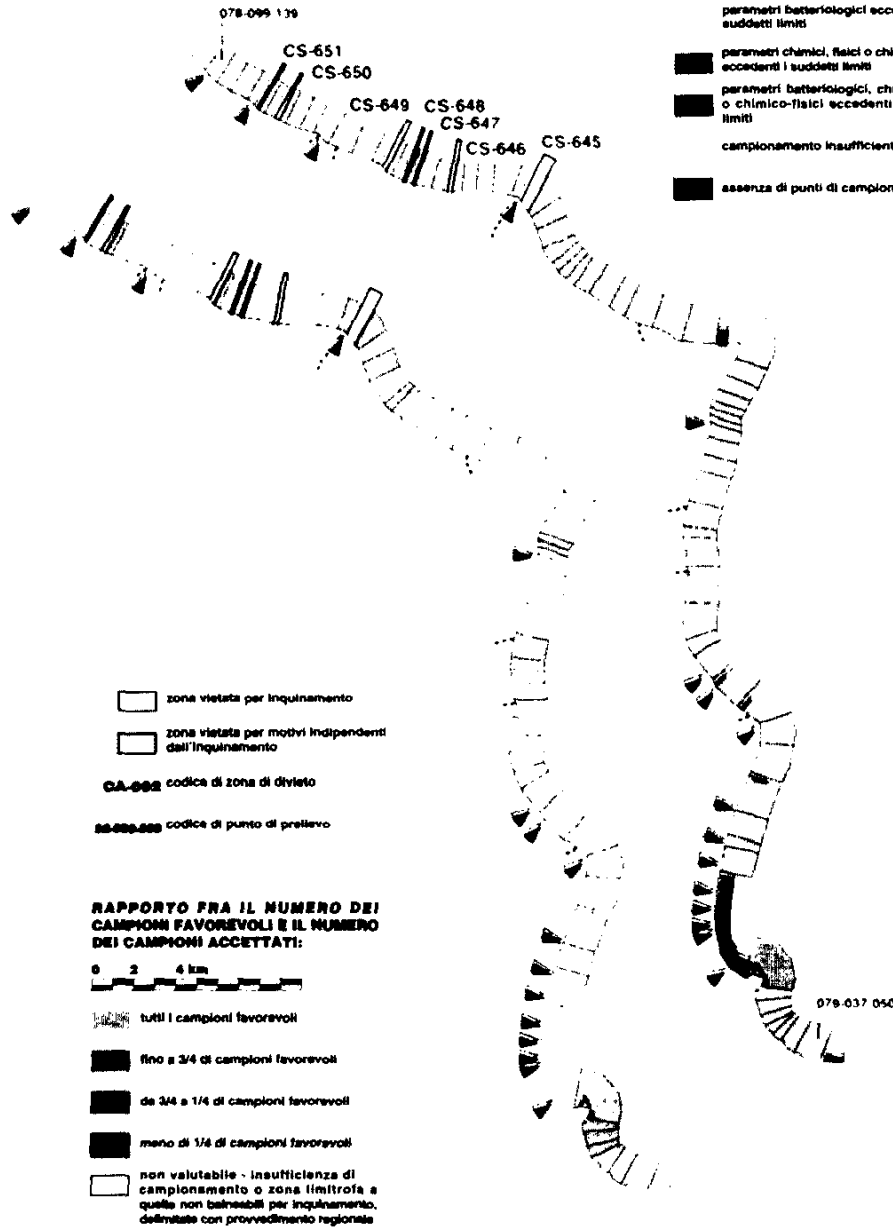 078-099 139
parametri batteriologici
suddetti limiti
parametri chimici, fisici o
eccedenti i suddetti limiti
parametri batteriologici,
o chimico-fisici eccedenti
limiti
campionamento
assenza di punti di
CS-651
CS-650
CS-649
CS-648
CS-647
CS-646
CS-645
zona vietata per inquinamento
zona vietata per motivi indipendenti
dall'inquinamento
CA-002 codice di zona di divieto
codice di punto di prelievo
RAPPORTO FRA IL NUMERO DEI
CAMPIONI FAVOREVOLI E IL NUMERO
DEI CAMPIONI ACCETTATI:
0 2 4 km
tutti i campioni favorevoli
fino a 3/4 di campioni favorevoli
da 3/4 a 1/4 di campioni favorevoli
meno di 1/4 di campioni favorevoli
non valutabile - insufficienza di
campionamento o zona limitrofa a
quelle non balneabili per inquinamento,
delimitate con provvedimento regionale
079-037 050